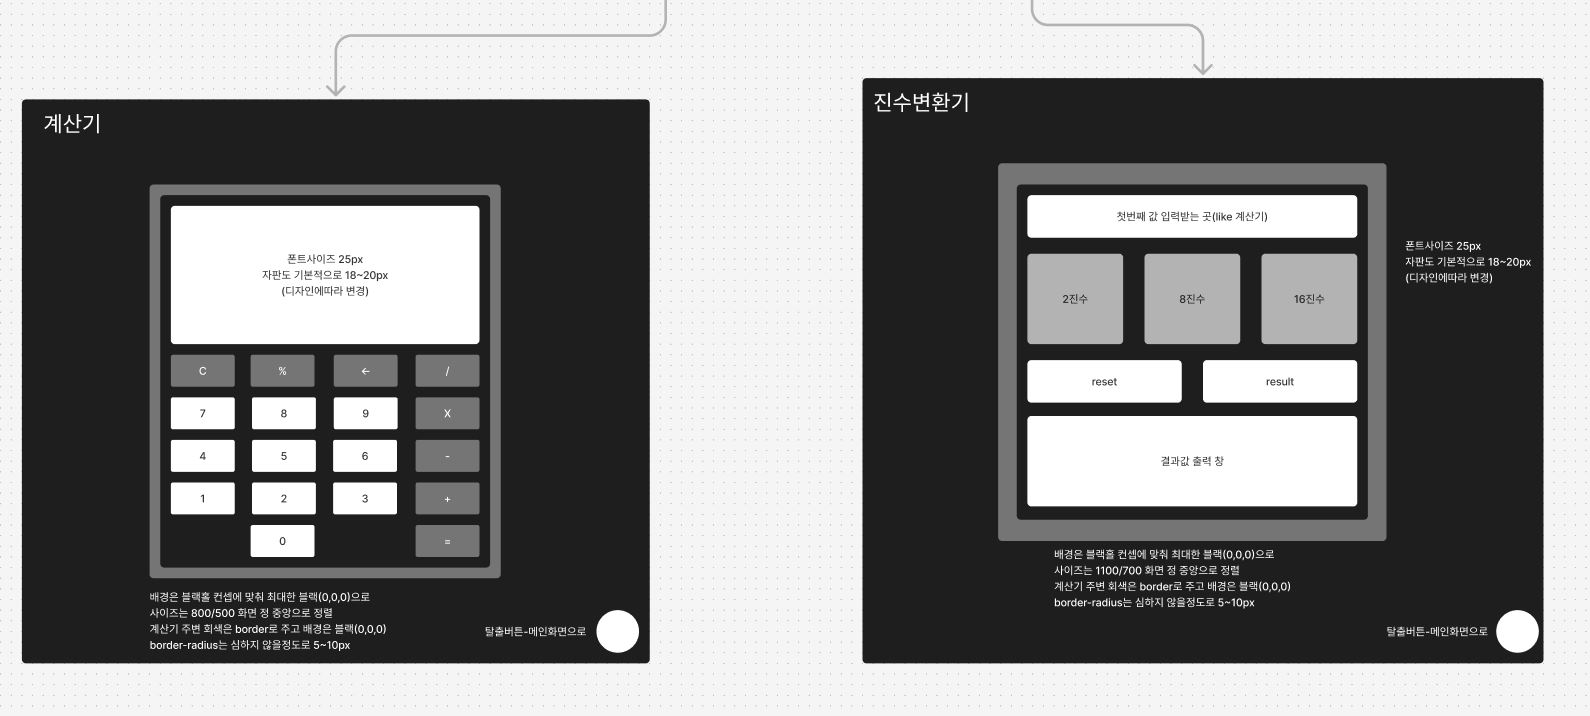 계산기
폰트사이즈 25px
자판도 기본적으로 18~20px
(디자인에따라 변경)
C % ← /
7 8 9 X
4 5 6 -
1 2 3 +
0 =
배경은 블랙홀 컨셉에 맞춰 최대한 블랙(0,0,0)으로
사이즈는 800/500 화면 정 중앙으로 정렬
계산기 주변 회색은 border로 주고 배경은 블랙(0,0,0)
border-radius는 심하지 않을정도로 5~10px
탈출버튼-메인화면으로
진수변환기
첫번째 값 입력받는 곳(like 계산기)
2진수 8진수 16진수
reset result
결과값 출력 창
폰트사이즈 25px
자판도 기본적으로 18~20px
(디자인에따라 변경)
배경은 블랙홀 컨셉에 맞춰 최대한 블랙(0,0,0)으로
사이즈는 1100/700 화면 정 중앙으로 정렬
계산기 주변 회색은 border로 주고 배경은 블랙(0,0,0)
border-radius는 심하지 않을정도로 5~10px
탈출버튼-메인화면으로